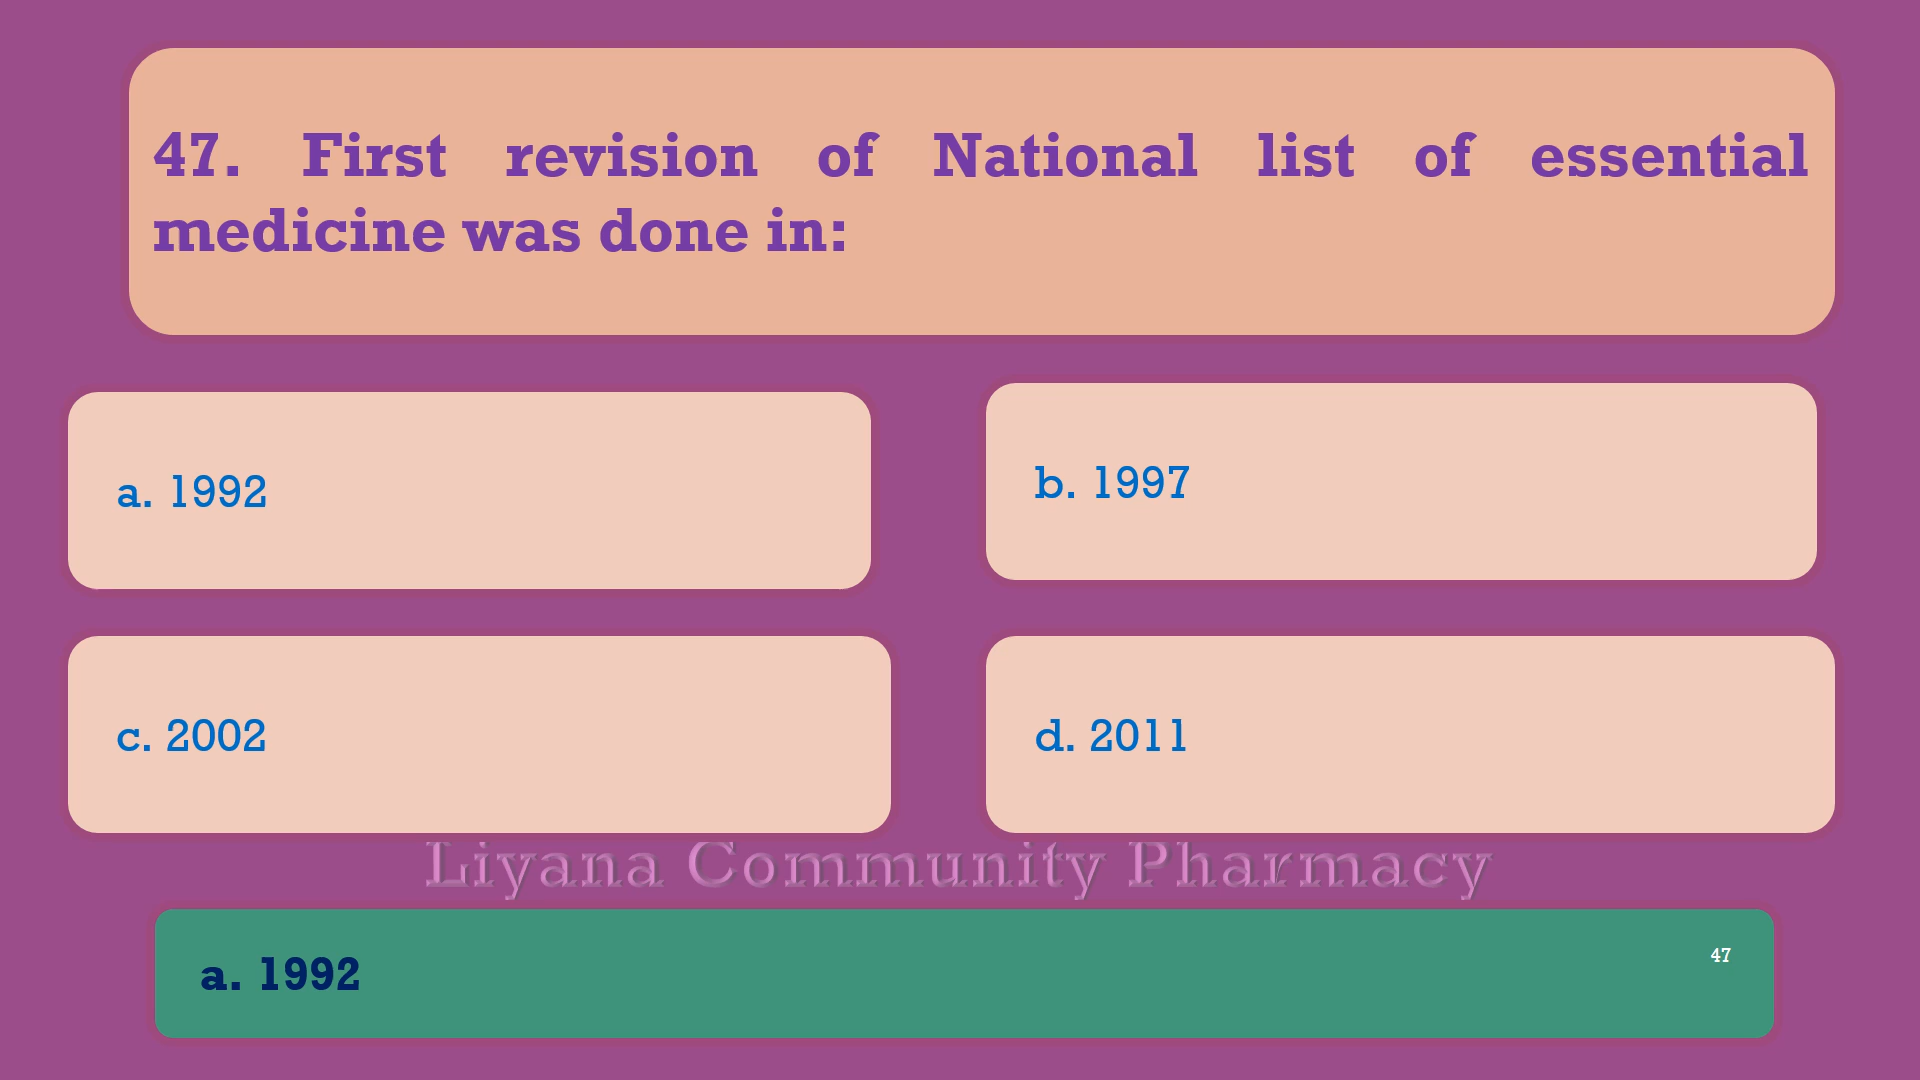 47. First revision of National list of essential
medicine was done in:
a. 1992
b. 1997
c. 2002
d. 2011
Liyana Community Pharmacy
a. 1992
47